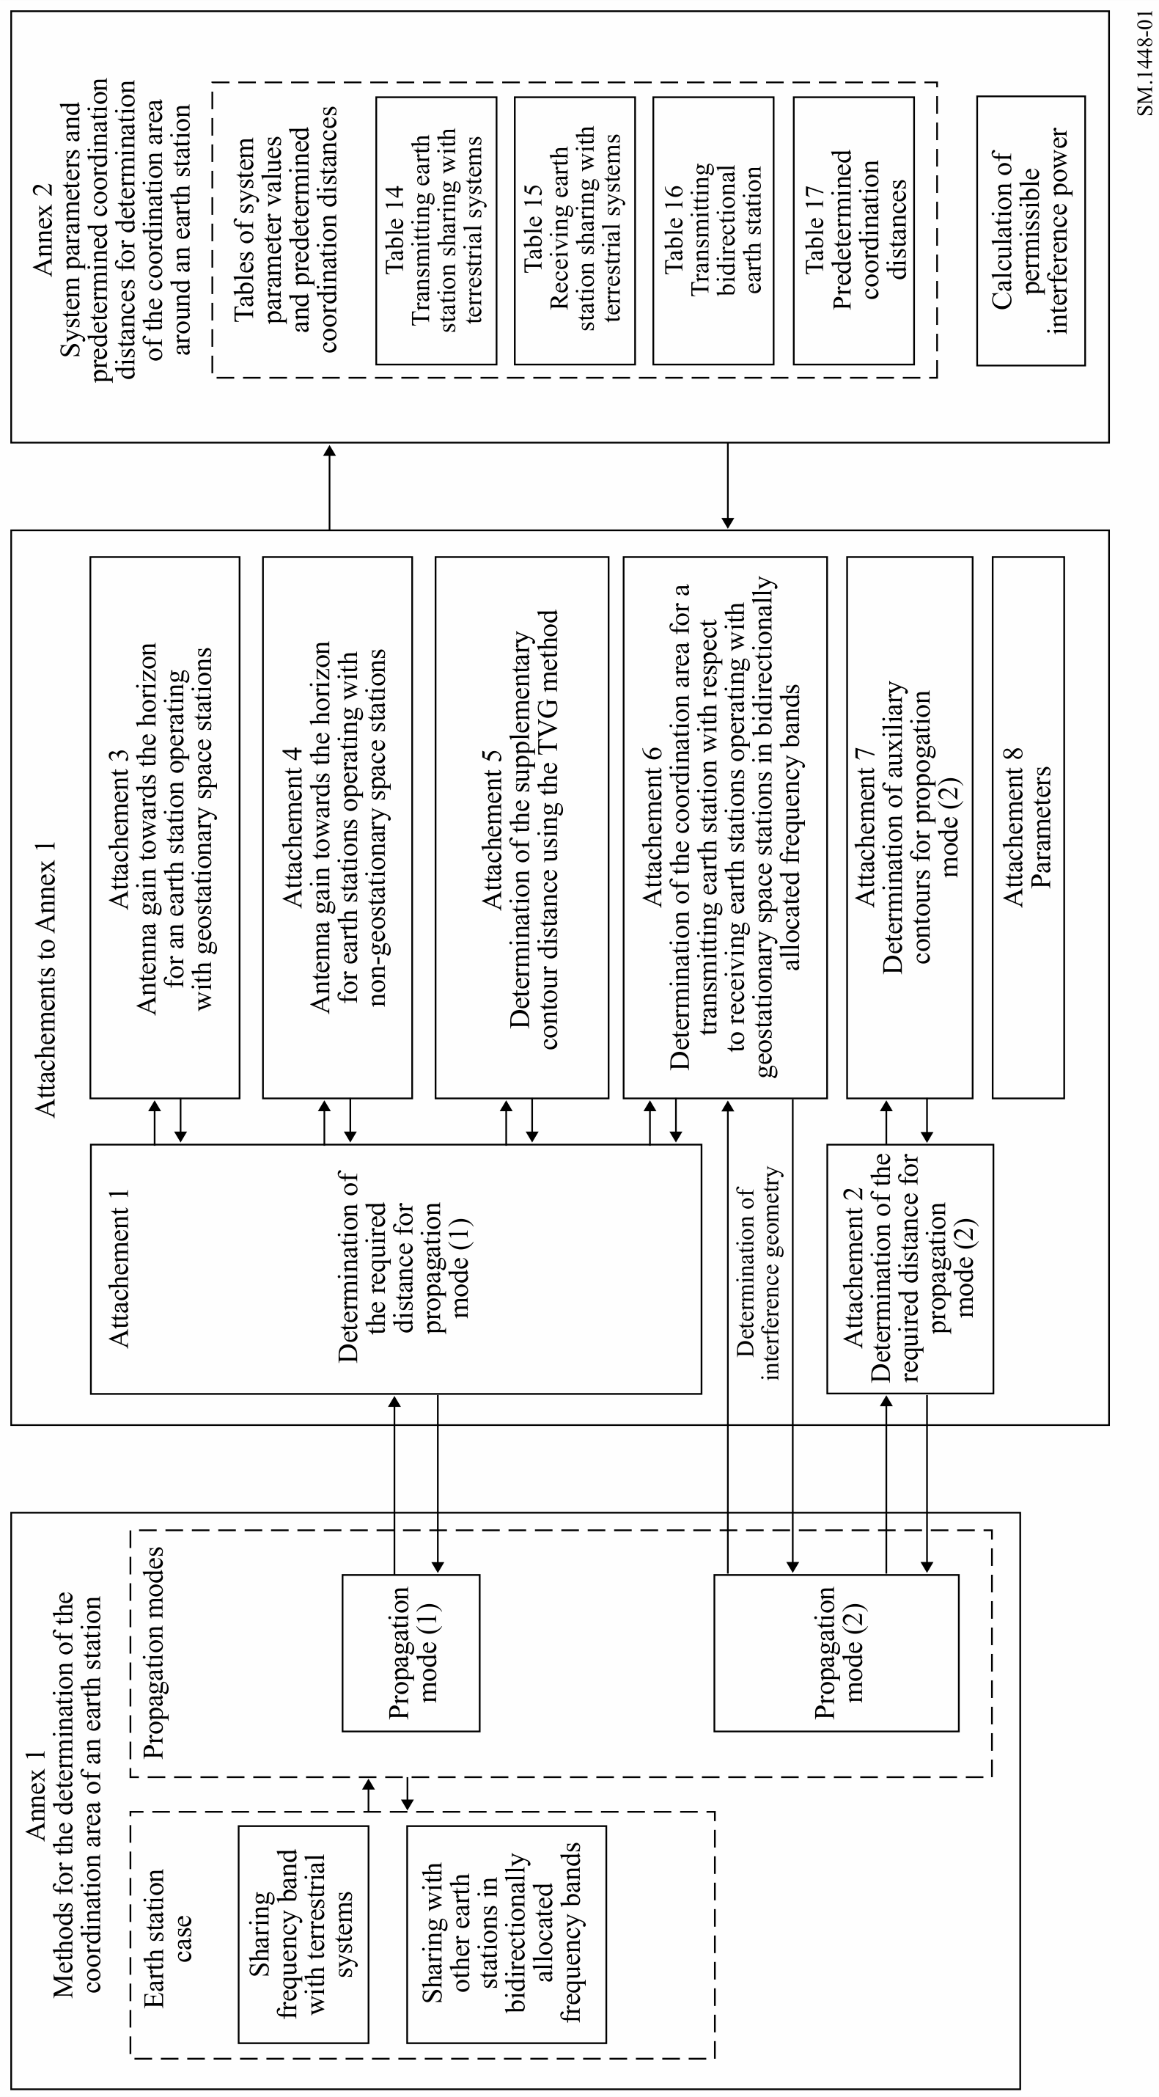 Annex 1
Methods for the determination of the
coordination area of an earth station
Earth station
case
Sharing
frequency band
with terrestrial
systems
Sharing with
other earth
stations in
bidirectionally
allocated
frequency bands
Propagation modes
Propagation
mode (1)
Propagation
mode (2)
Attachements to Annex 1
Attachement 1
Determination of
the required
distance for
propagation
mode (1)
Determination of
interference geometry
Attachement 2
Determination of the
required distance for
propagation
mode (2)
Attachement 3
Antenna gain towards the horizon
for an earth station operating
with geostationary space stations
Attachement 4
Antenna gain towards the horizon
for earth stations operating with
non-geostationary space stations
Attachement 5
Determination of the supplementary
contour distance using the TVG method
Attachement 6
Determination of the coordination area for a
transmitting earth station with respect
to receiving earth stations operating with
geostationary space stations in bidirectionally
allocated frequency bands
Attachement 7
Determination of auxiliary
contours for propogation
mode (2)
Attachement 8
Parameters
Annex 2
System parameters and
predetermined coordination
distances for determination
of the coordination area
around an earth station
Tables of system
parameter values
and predetermined
coordination distances
Table 14
Transmitting earth
station sharing with
terrestrial systems
Table 15
Receiving earth
station sharing with
terrestrial systems
Table 16
Transmitting
bidirectional
earth station
Table 17
Predetermined
coordination
distances
Calculation of
permissible
interference power
SM.1448-01